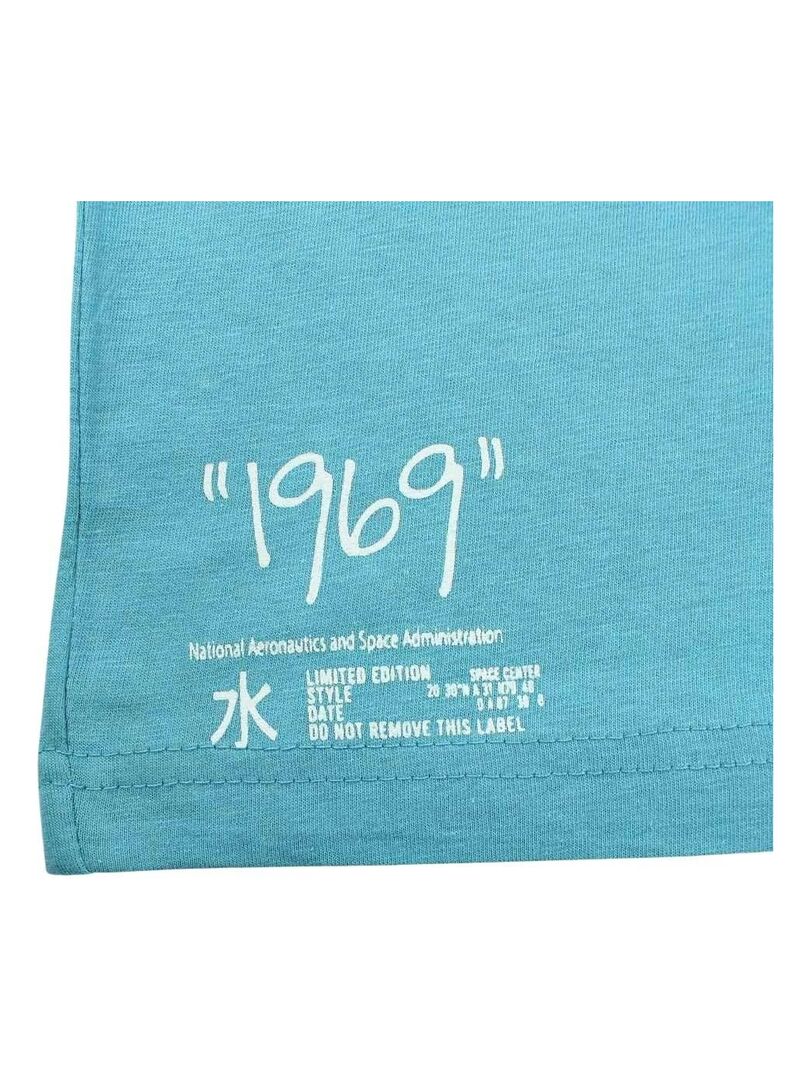 "1969"
National Aeronautics and Space Administration
水
LIMITED EDITION SPACE CENTER
STYLE
DATE
DO NOT REMOVE THIS LABEL